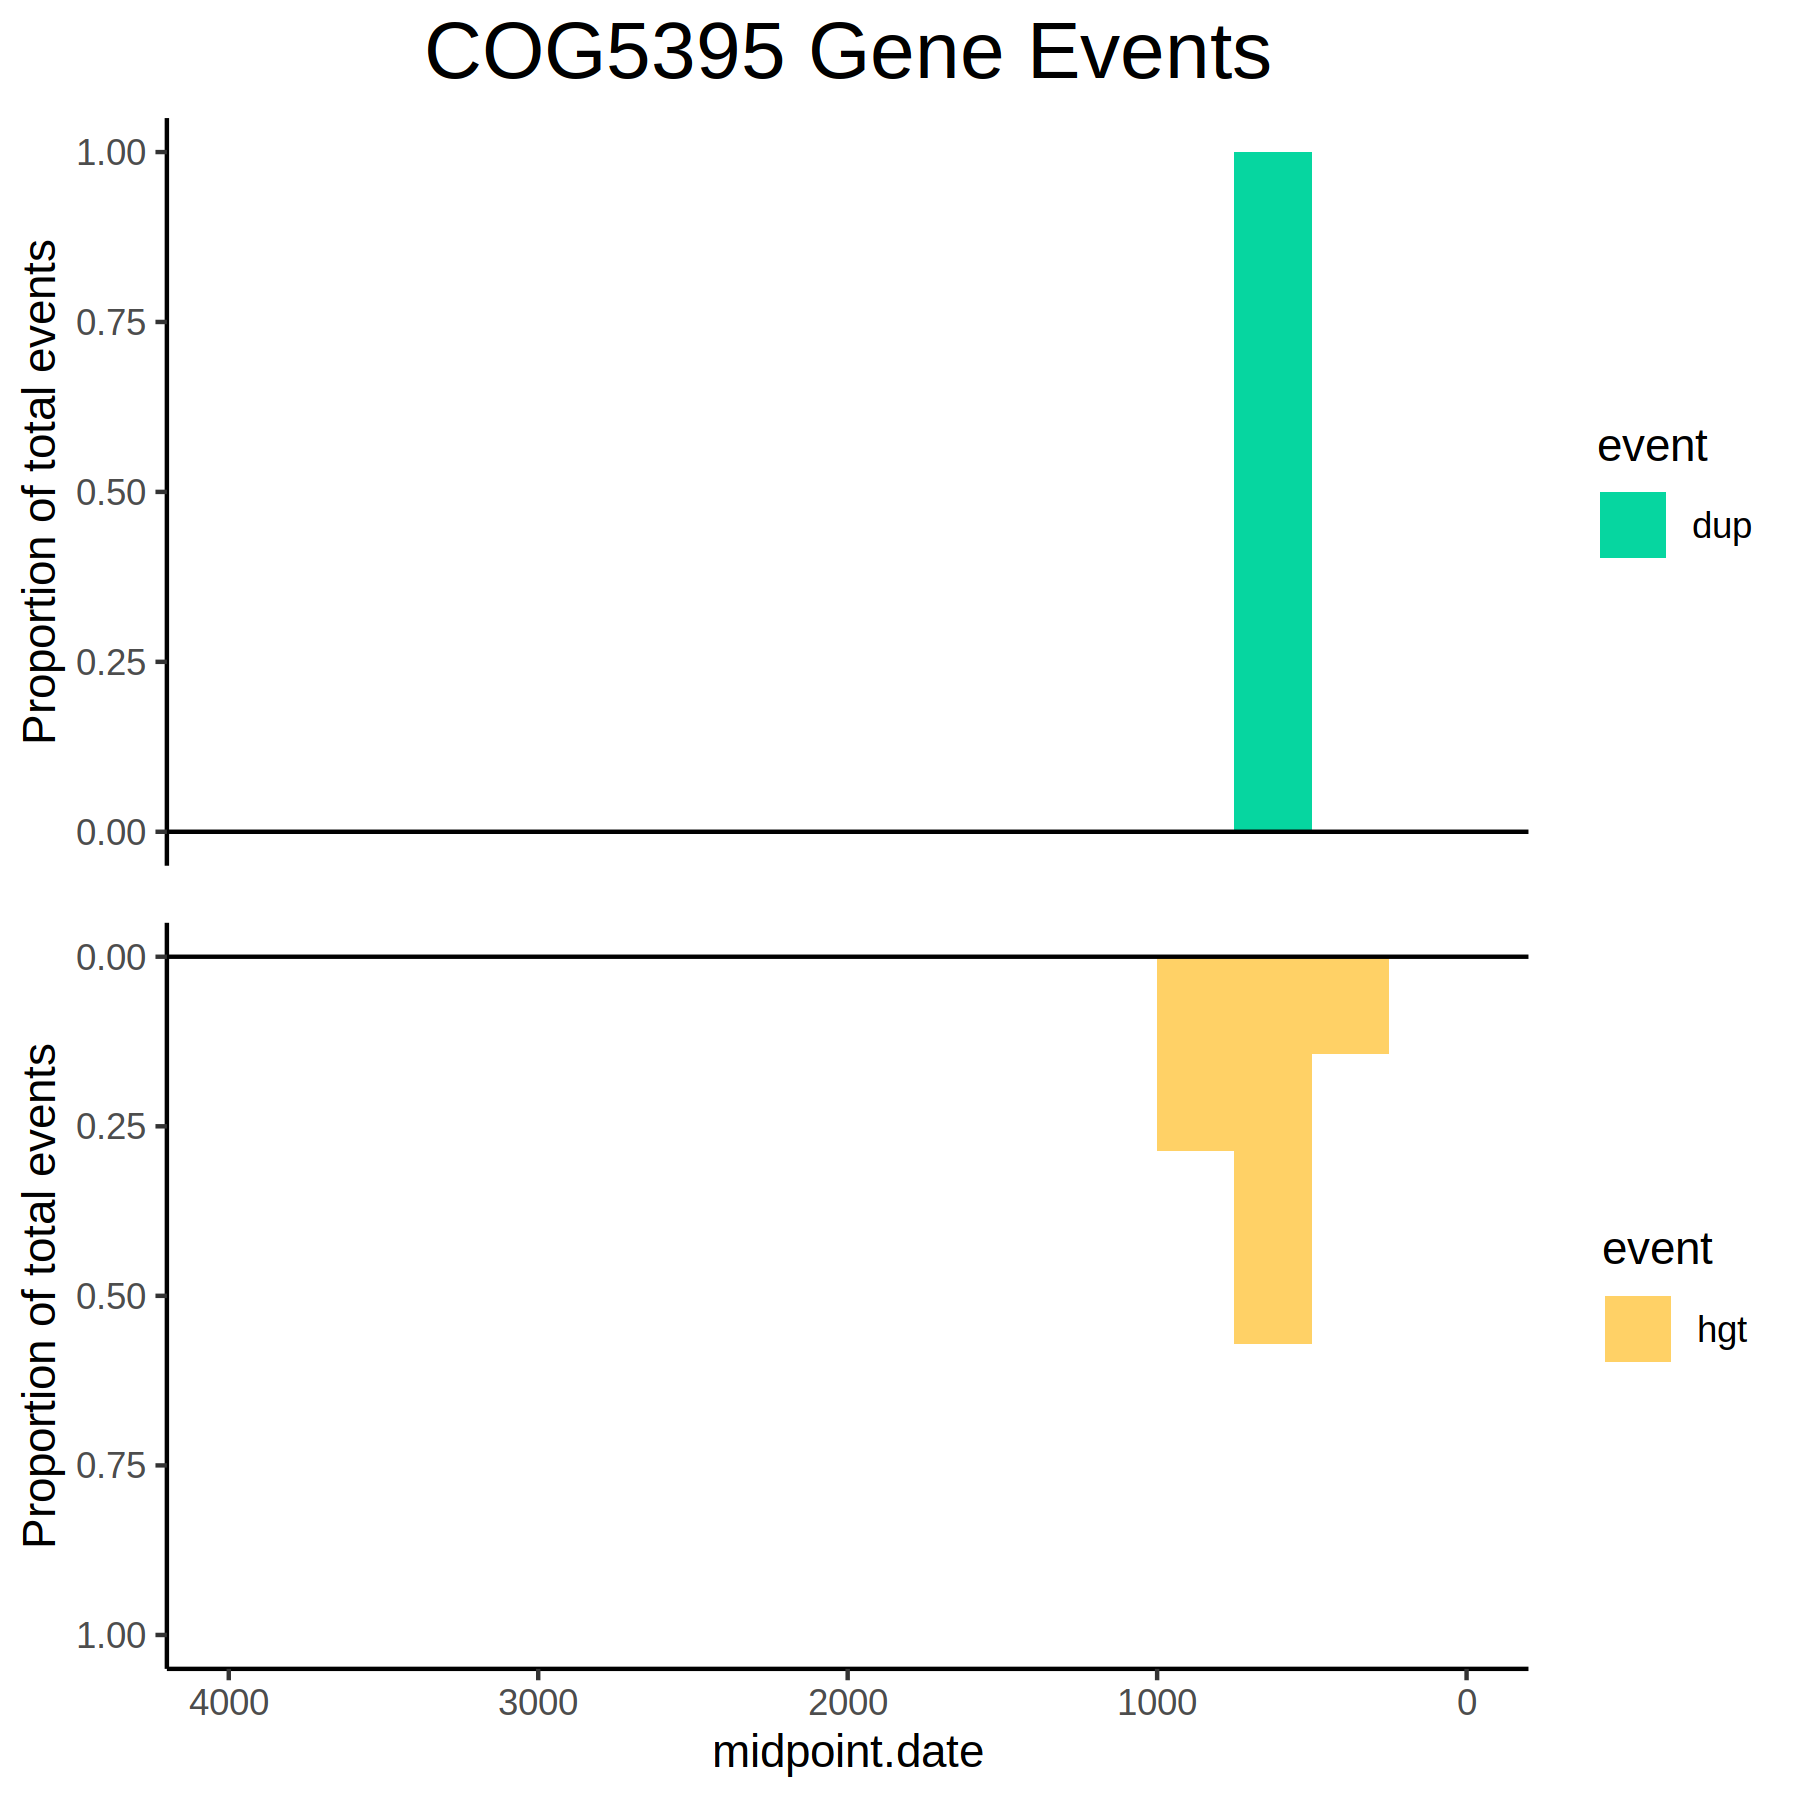 COG5395 Gene Events
Proportion of total events
1.00
0.75
0.50
0.25
0.00
event
dup
Proportion of total events
0.00
0.25
0.50
0.75
1.00
event
hgt
4000 3000 2000 1000 0
midpoint.date